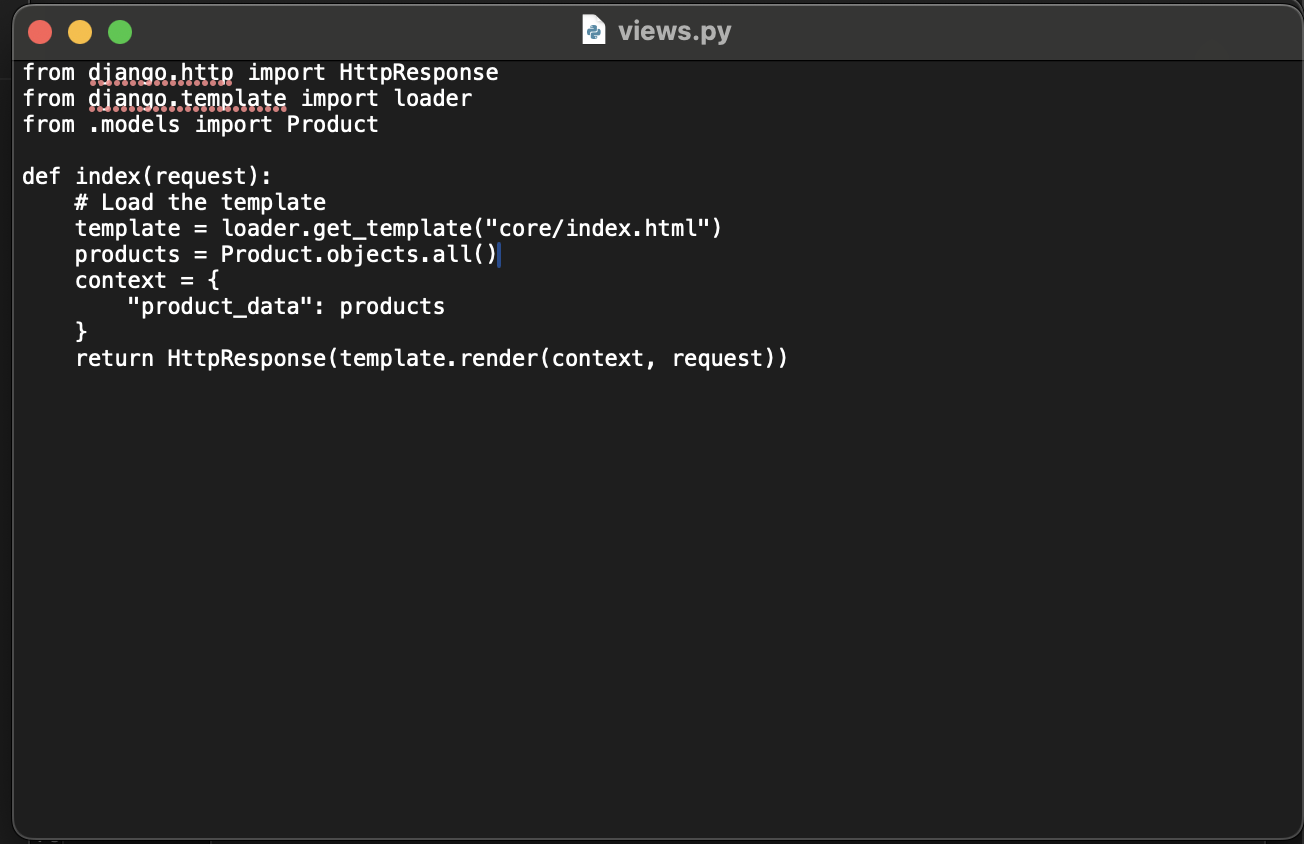 views.py
from django.http import HttpResponse
from django.template import loader
from .models import Product
def index(request):
    # Load the template
    template = loader.get_template("core/index.html")
    products = Product.objects.all()
    context = {
        "product_data": products
    }
    return HttpResponse(template.render(context, request))